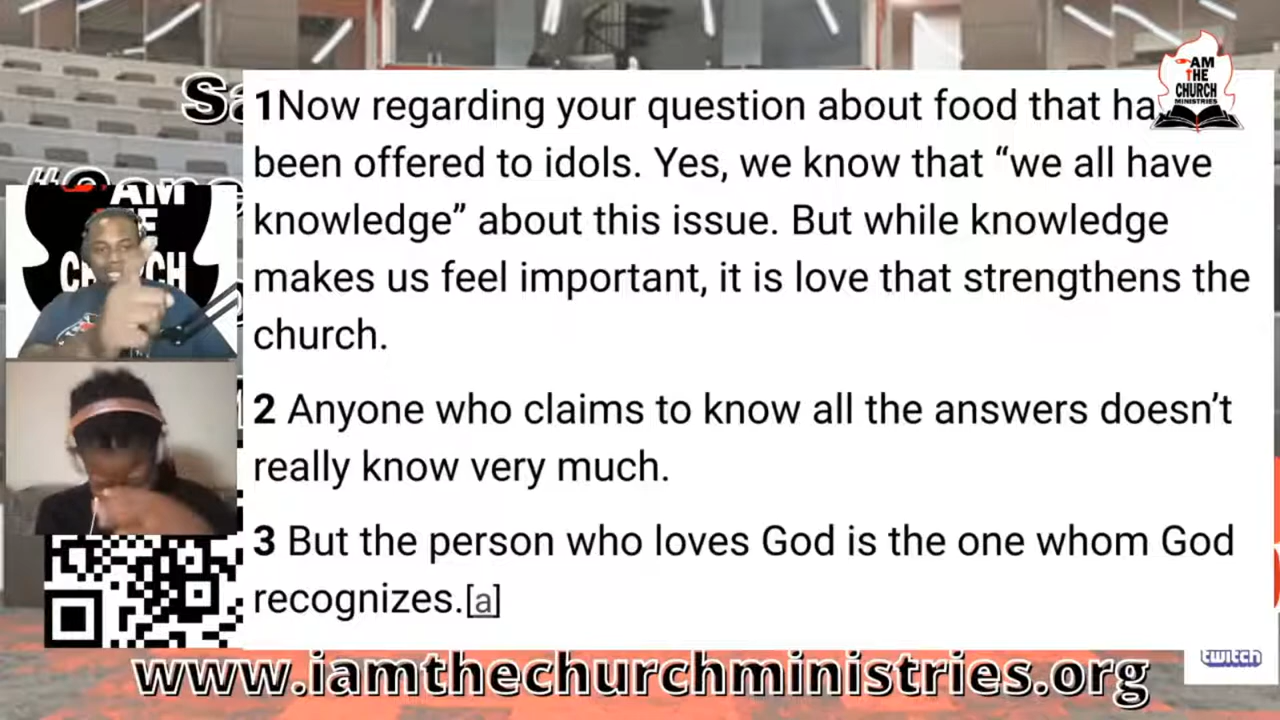 AM
THE
CHURCH
MINISTRIES
1Now regarding your question about food that ha
been offered to idols. Yes, we know that “we all have
knowledge” about this issue. But while knowledge
makes us feel important, it is love that strengthens the
church.
AM
CH RCH
2 Anyone who claims to know all the answers doesn’t
really know very much.
3 But the person who loves God is the one whom God
recognizes.[a]
www.iamthechurchministries.org
twitch